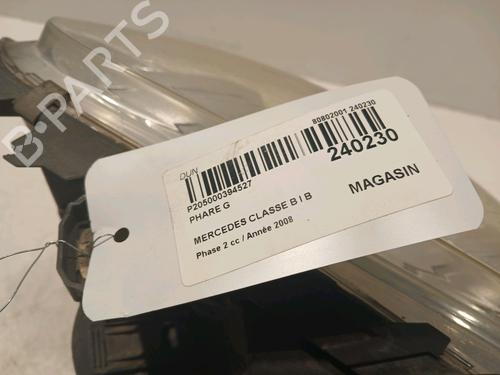 B-PARTS
DUN
80802001 240230
240230
P205000394527
PHARE G
MAGASIN
MERCEDES CLASSE B I B
Phase 2 cc / Année 2008